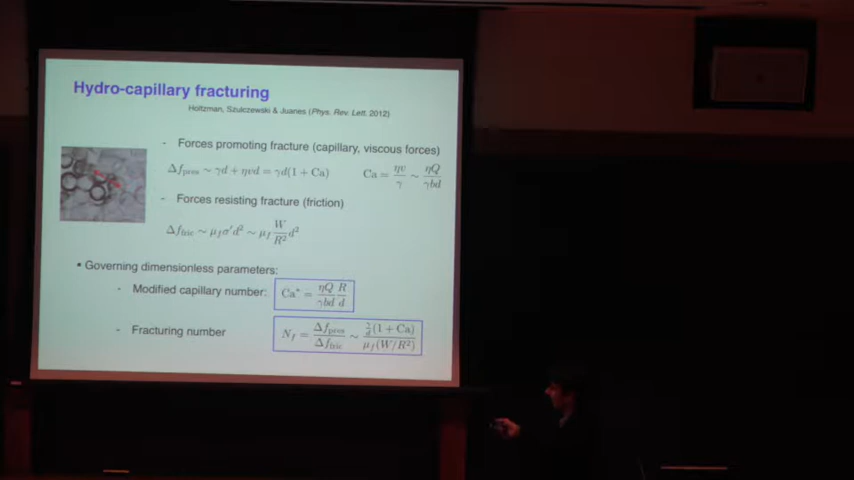 Hydro-capillary fracturing
Holtzman, Szulczewski & Juanes (Phys. Rev. Lett. 2012)
- Forces promoting fracture (capillary, viscous forces)
Δf_pres ~ γd + ηvd = γd(1 + Ca)    Ca = ηv/γ ~ ηQ/γbd
- Forces resisting fracture (friction)
Δf_fric ~ μ_f σ′d² ~ μ_f W/R² d²
• Governing dimensionless parameters:
- Modified capillary number: Ca* = ηQ/γbd R/d
- Fracturing number N_f = Δf_pres/Δf_fric ~ γ/d (1 + Ca)/μ_f(W/R²)